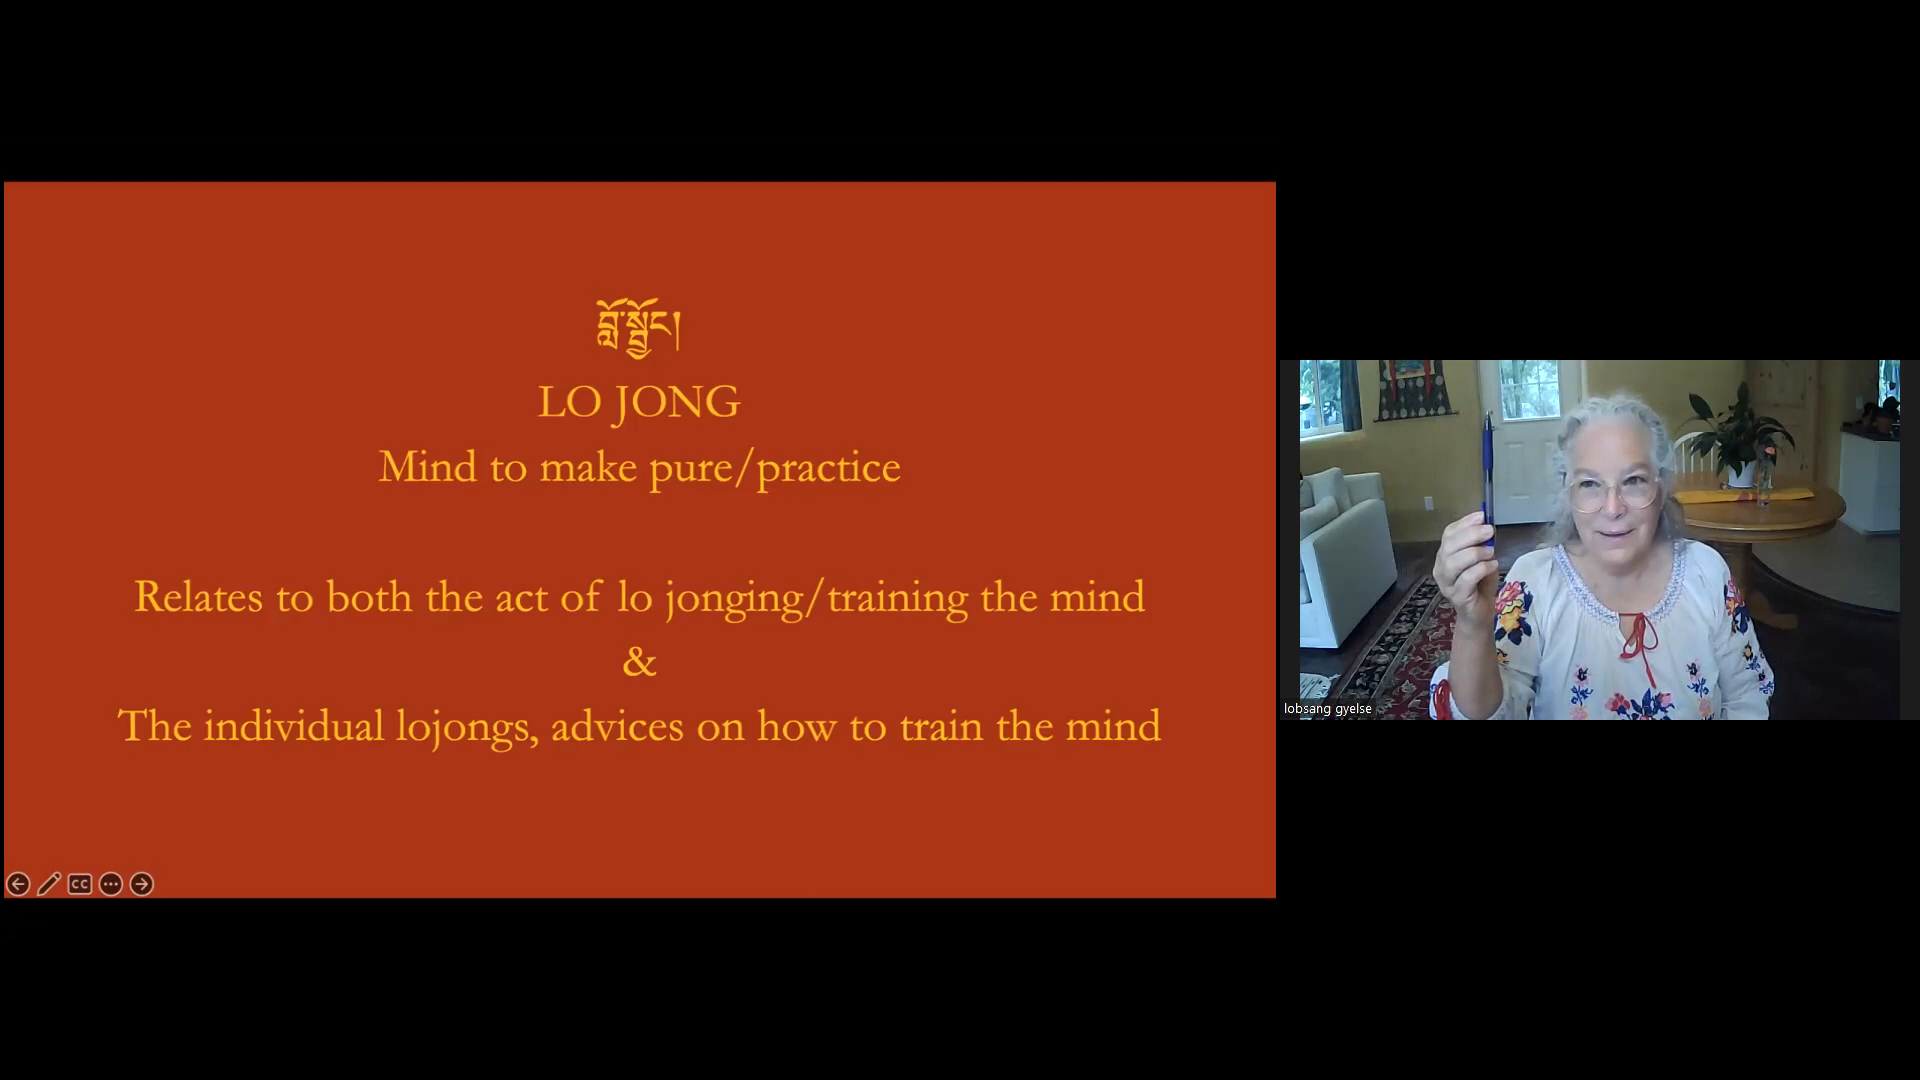 བློ་སྦྱོང།
LO JONG
Mind to make pure/practice
Relates to both the act of lo jonging/training the mind
&
The individual lojongs, advices on how to train the mind
CC
lobsang gyelse